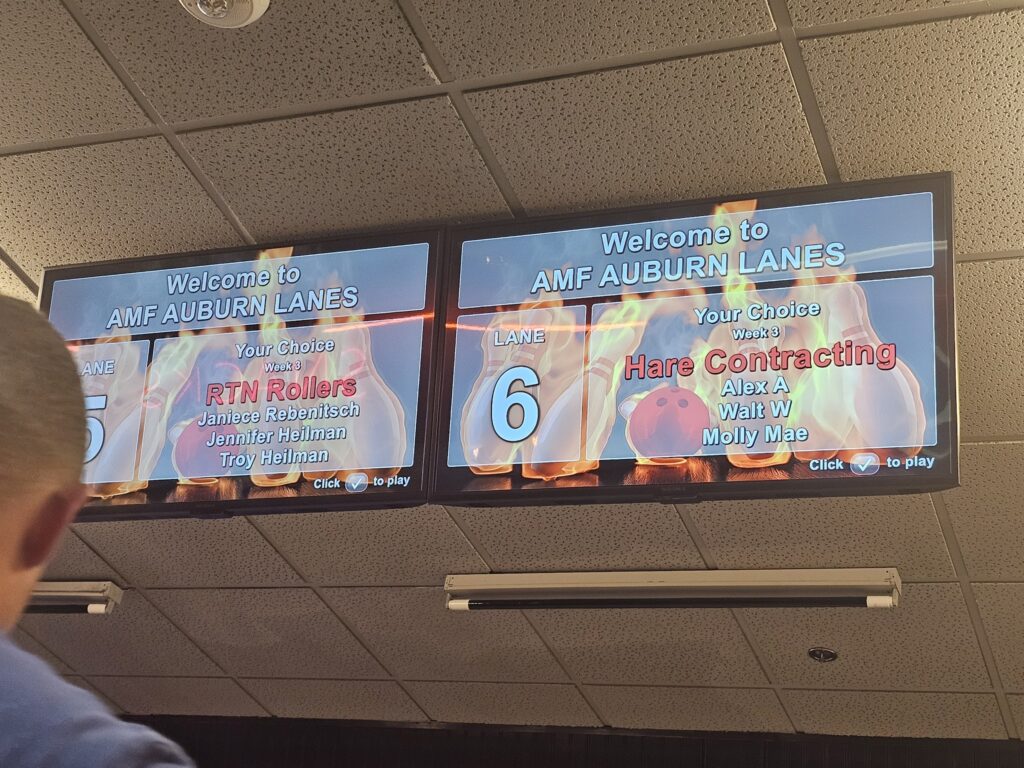 Welcome to
AMF AUBURN LANES
LANE
5
Your Choice
Week 3
RTN Rollers
Janiece Rebenitsch
Jennifer Heilman
Troy Heilman
Click to play
Welcome to
AMF AUBURN LANES
LANE
6
Your Choice
Week 3
Hare Contracting
Alex A
Walt W
Molly Mae
Click to play